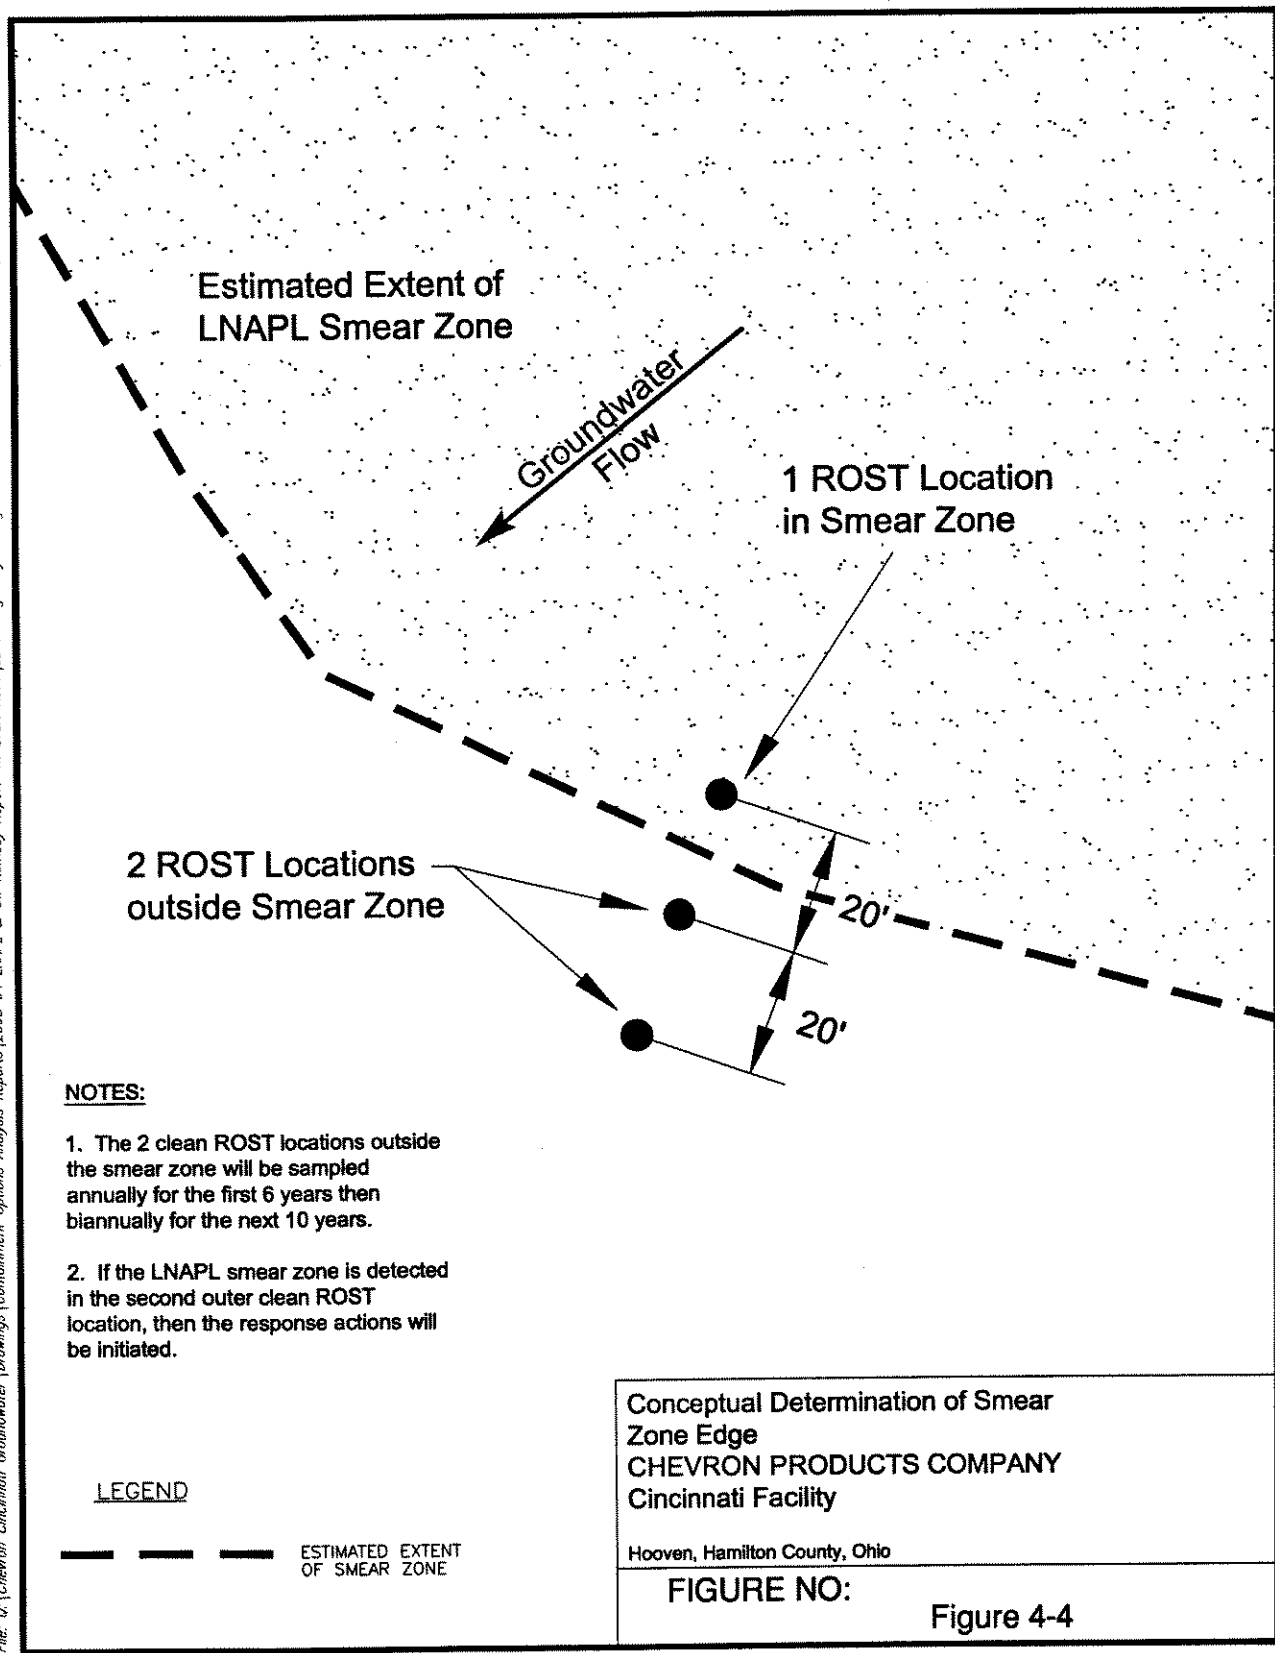 Estimated Extent of
LNAPL Smear Zone
Groundwater
Flow
1 ROST Location
in Smear Zone
2 ROST Locations
outside Smear Zone
20'
20'
NOTES:
1. The 2 clean ROST locations outside
the smear zone will be sampled
annually for the first 6 years then
biannually for the next 10 years.
2. If the LNAPL smear zone is detected
in the second outer clean ROST
location, then the response actions will
be initiated.
LEGEND
ESTIMATED EXTENT
OF SMEAR ZONE
Conceptual Determination of Smear
Zone Edge
CHEVRON PRODUCTS COMPANY
Cincinnati Facility
Hooven, Hamilton County, Ohio
FIGURE NO:
Figure 4-4